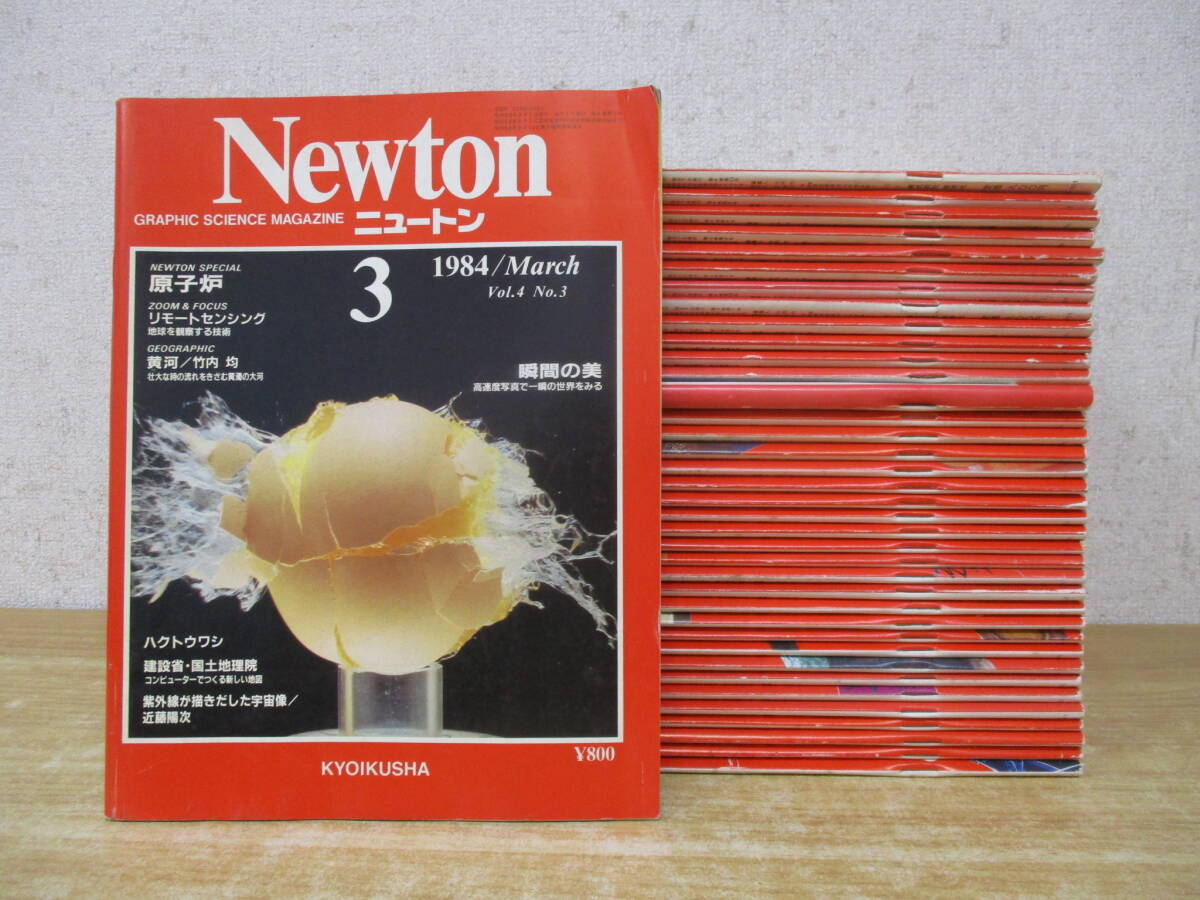 Newton
GRAPHIC SCIENCE MAGAZINE ニュートン
3
1984/March
Vol.4 No.3
NEWTON SPECIAL
原子炉
ZOOM & FOCUS
リモートセンシング
地球を観察する技術
GEOGRAPHIC
黄河/竹内 均
壮大な時の流れをきざむ黄濁の大河
瞬間の美
高速度写真で一瞬の世界をみる
ハクトウワシ
建設省・国土地理院
コンピューターでつくる新しい地図
紫外線が描きだした宇宙像/
近藤陽次
¥800
KYOIKUSHA